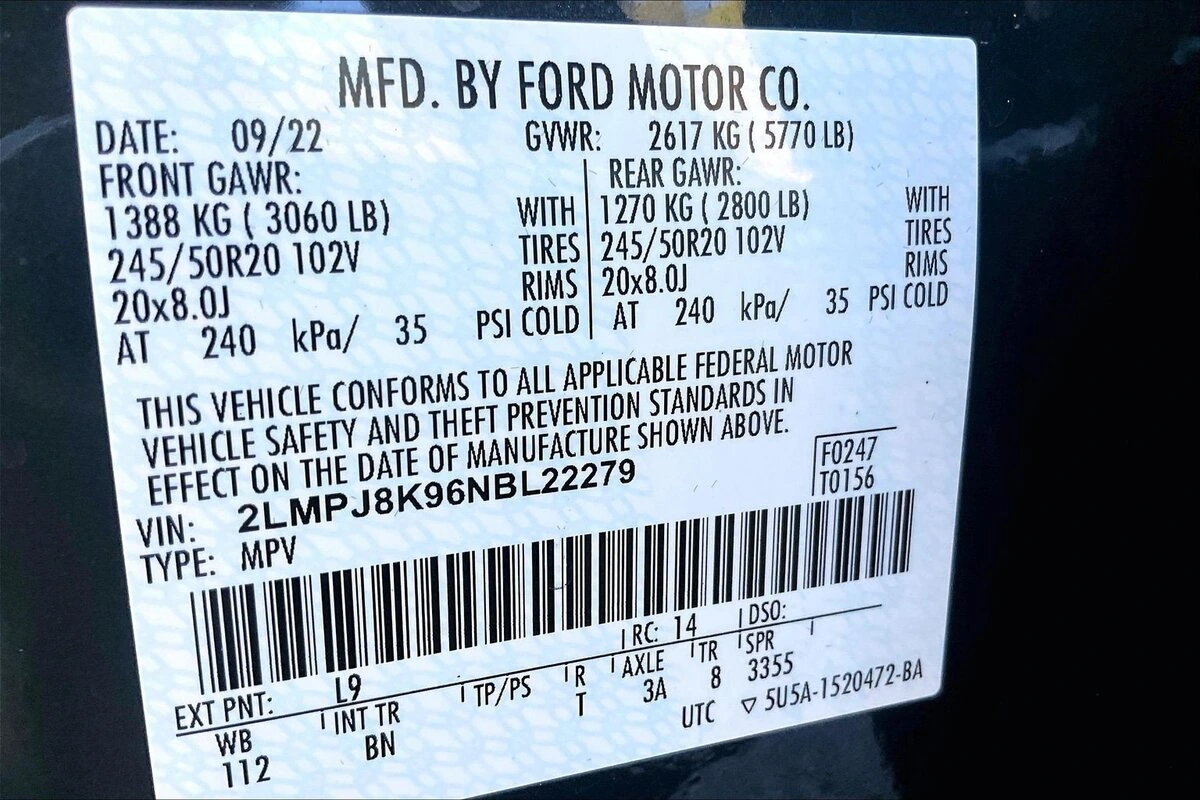 MFD. BY FORD MOTOR CO.
DATE: 09/22 GVWR: 2617 KG ( 5770 LB)
FRONT GAWR: REAR GAWR:
1388 KG ( 3060 LB) WITH 1270 KG ( 2800 LB) WITH
245/50R20 102V TIRES 245/50R20 102V TIRES
20x8.0J RIMS 20x8.0J RIMS
AT 240 kPa/ 35 PSI COLD AT 240 kPa/ 35 PSI COLD
THIS VEHICLE CONFORMS TO ALL APPLICABLE FEDERAL MOTOR
VEHICLE SAFETY AND THEFT PREVENTION STANDARDS IN
EFFECT ON THE DATE OF MANUFACTURE SHOWN ABOVE.
VIN: 2LMPJ8K96NBL22279 F0247
TYPE: MPV T0156
EXT PNT: L9 RC: 14 DSO:
WB INT TR TP/PS R AXLE TR SPR
112 BN T 3A 8 3355
UTC ▽ 5U5A-1520472-BA